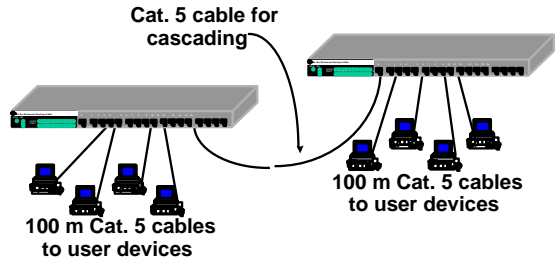 Cat. 5 cable for
cascading
100 m Cat. 5 cables
to user devices
100 m Cat. 5 cables
to user devices